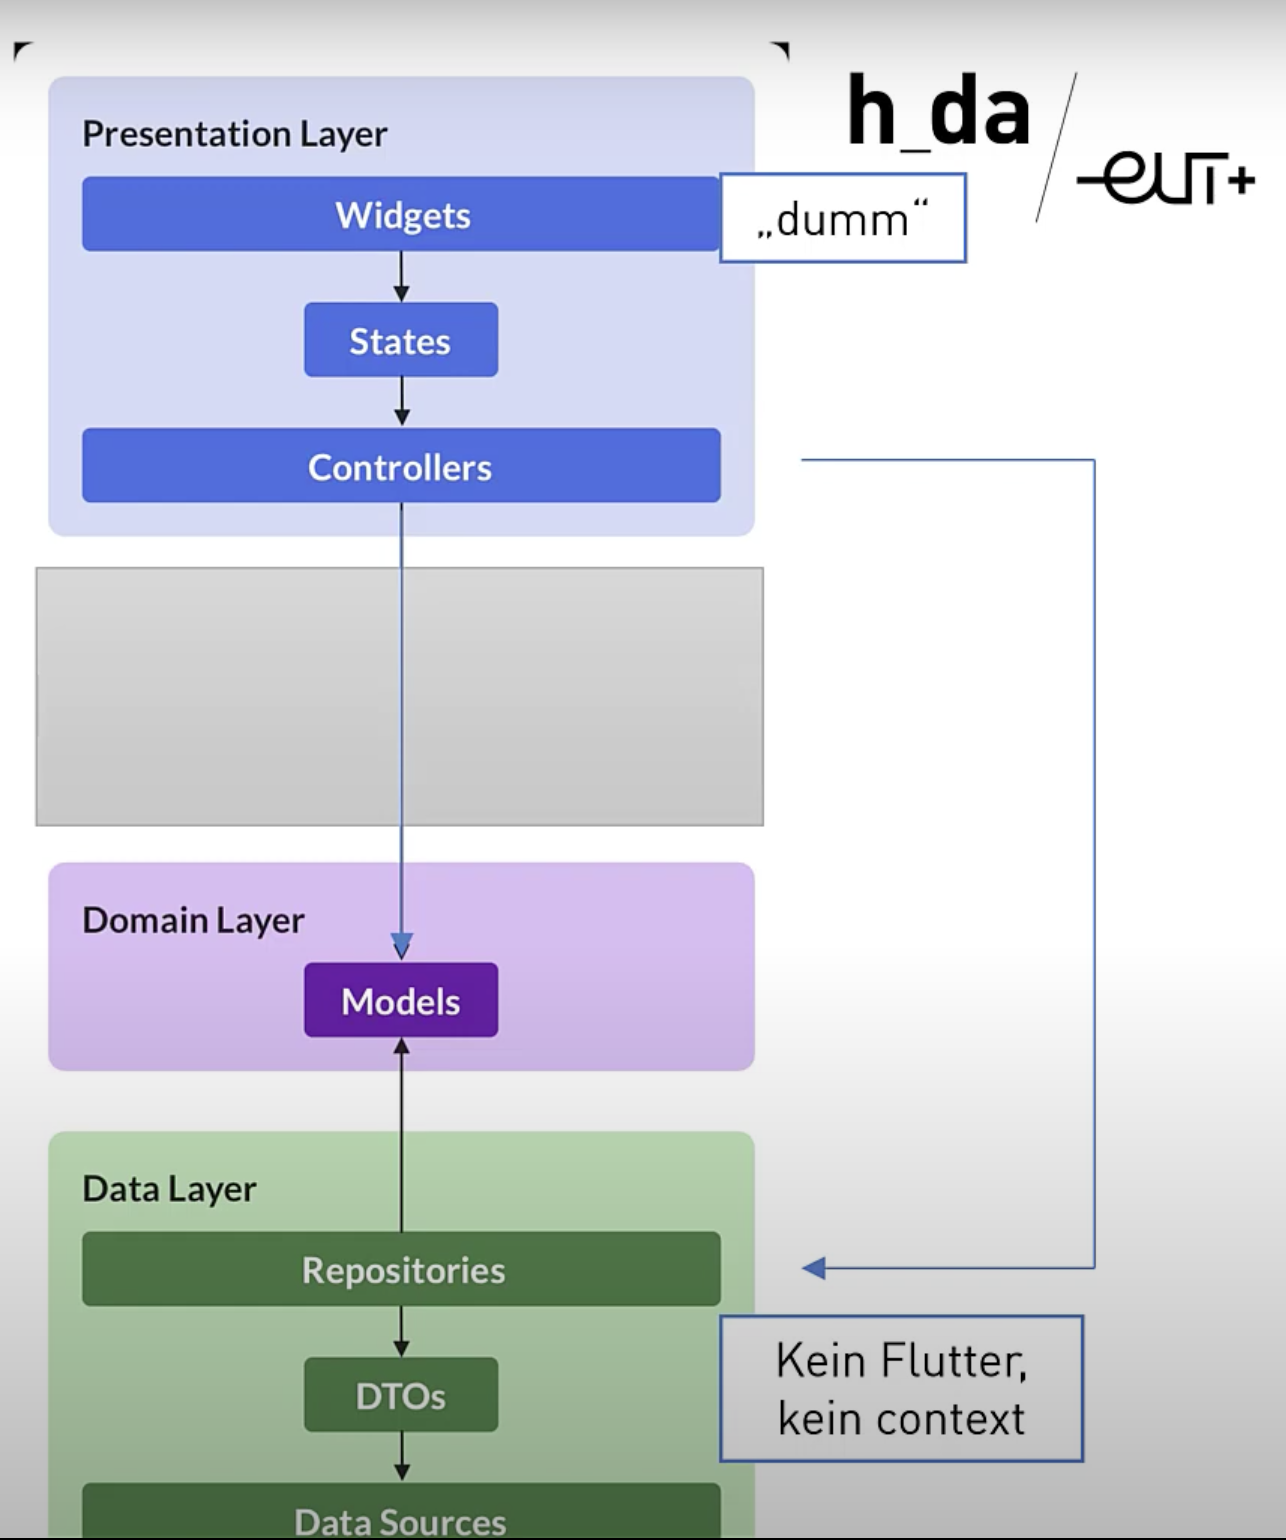 h_da
eut+
Presentation Layer
Widgets
„dumm“
States
Controllers
Domain Layer
Models
Data Layer
Repositories
Kein Flutter,
kein context
DTOs
Data Sources